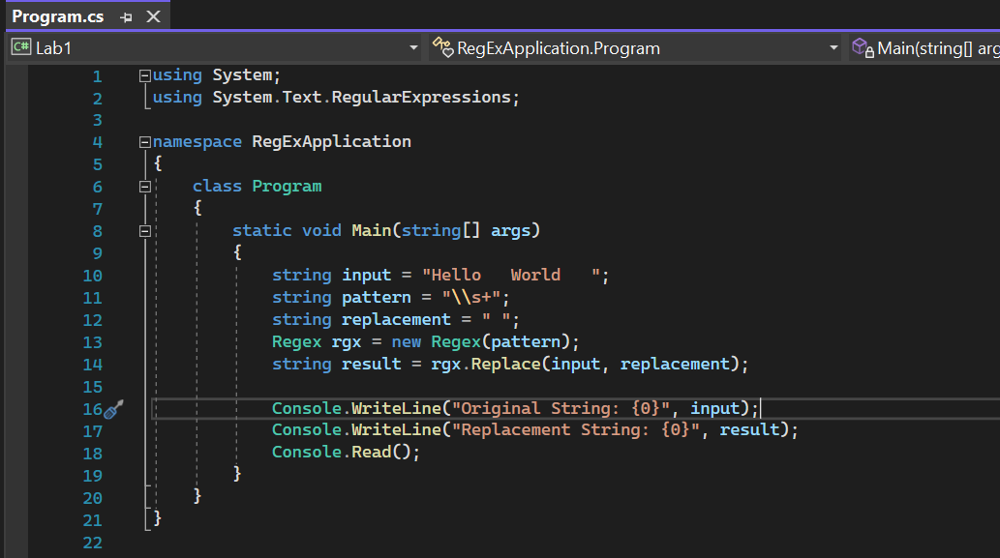 Program.cs
C# Lab1 RegExApplication.Program Main(string[] arg
1 using System;
2 using System.Text.RegularExpressions;
3
4 namespace RegExApplication
5 {
6     class Program
7     {
8         static void Main(string[] args)
9         {
10             string input = "Hello   World   ";
11             string pattern = "\\s+";
12             string replacement = " ";
13             Regex rgx = new Regex(pattern);
14             string result = rgx.Replace(input, replacement);
15
16             Console.WriteLine("Original String: {0}", input);
17             Console.WriteLine("Replacement String: {0}", result);
18             Console.Read();
19         }
20     }
21 }
22